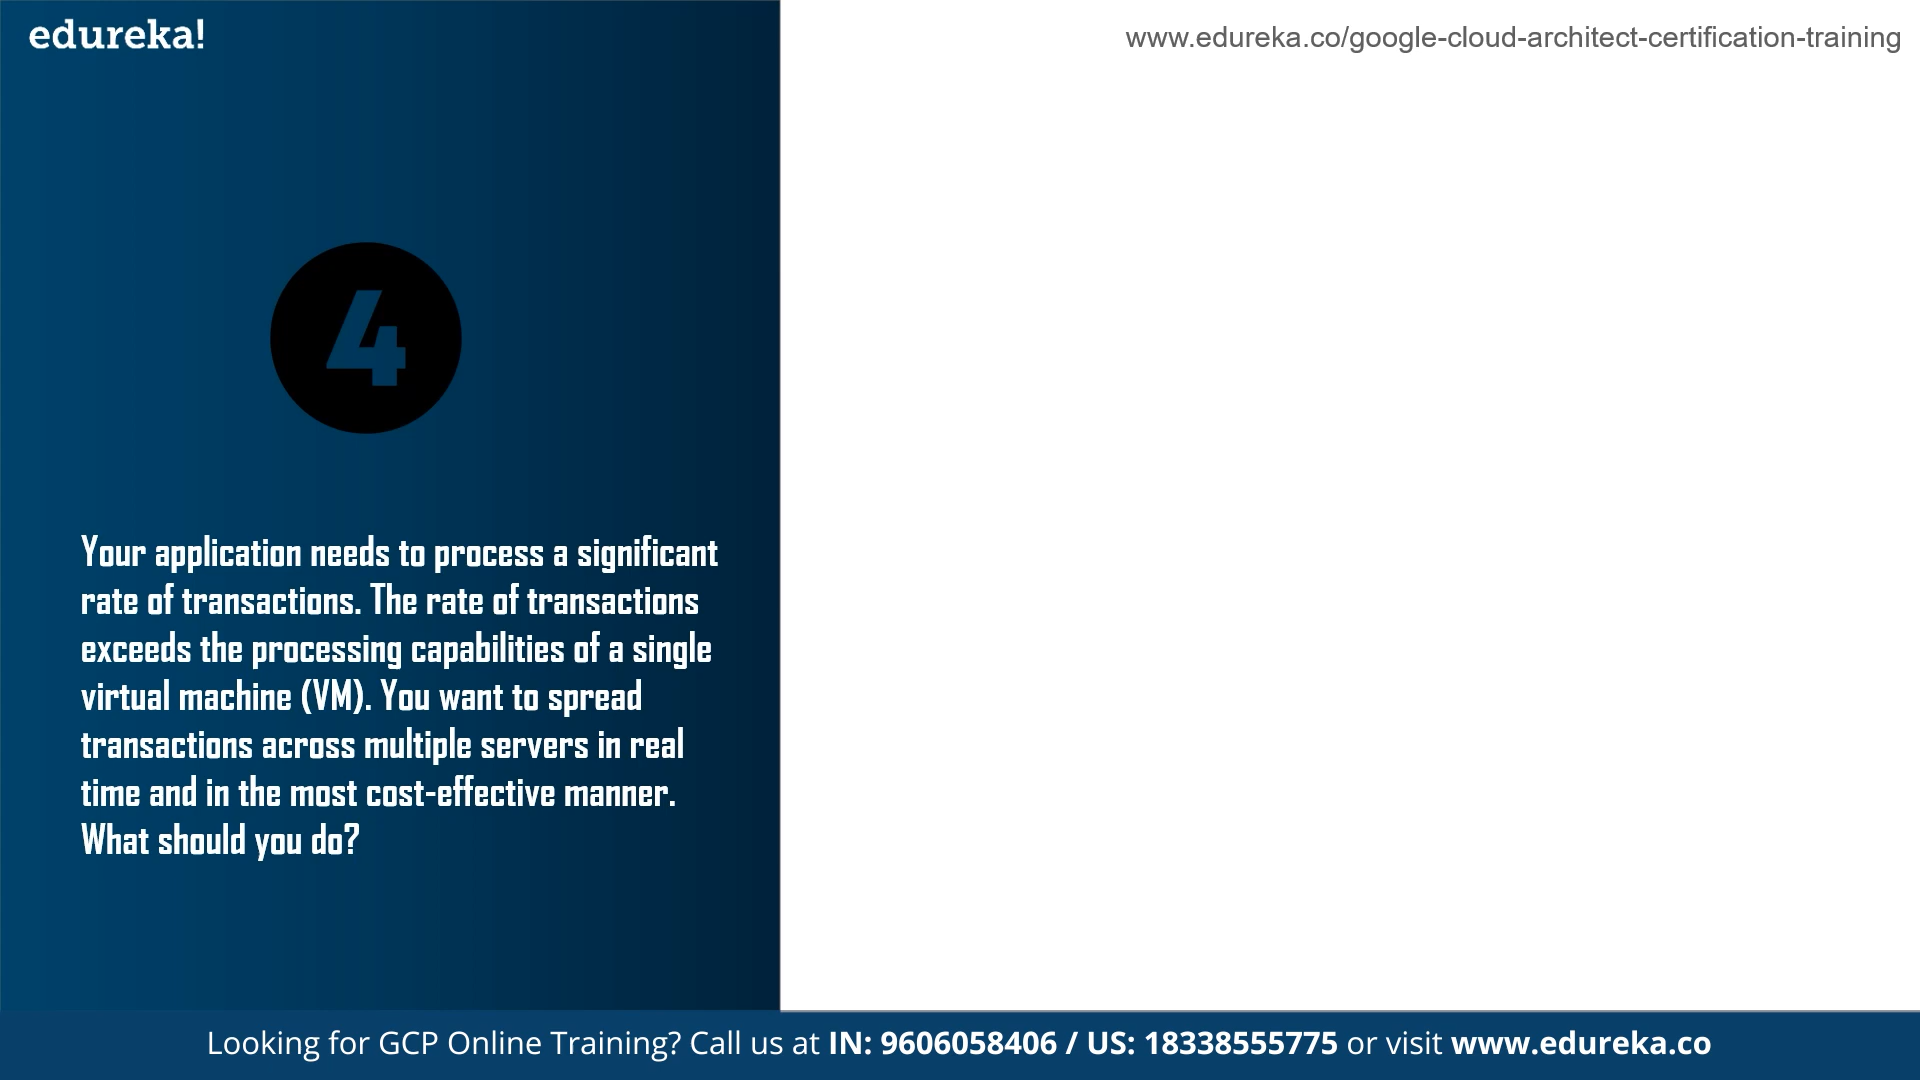 edureka!
www.edureka.co/google-cloud-architect-certification-training
4
Your application needs to process a significant
rate of transactions. The rate of transactions
exceeds the processing capabilities of a single
virtual machine (VM). You want to spread
transactions across multiple servers in real
time and in the most cost-effective manner.
What should you do?
Looking for GCP Online Training? Call us at IN: 9606058406 / US: 18338555775 or visit www.edureka.co